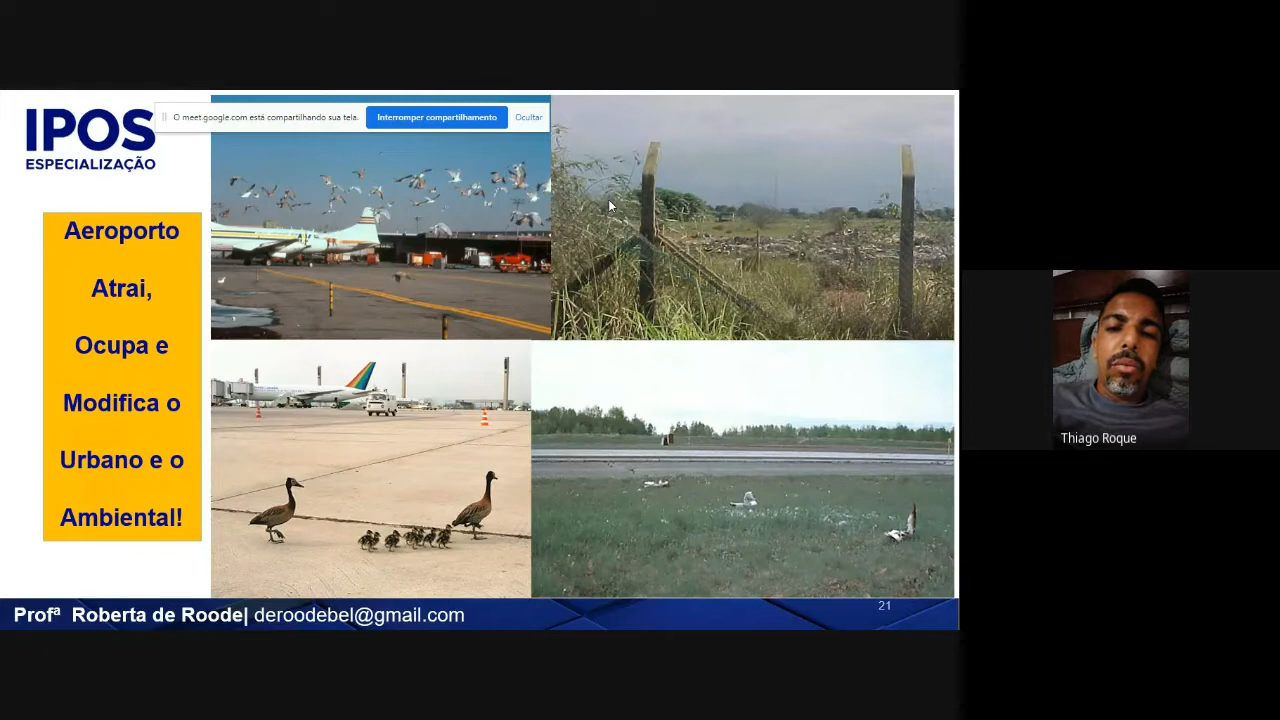 IPOS
ESPECIALIZAÇÃO
O meet.google.com está compartilhando sua tela.
Interromper compartilhamento
Ocultar
Aeroporto
Atrai,
Ocupa e
Modifica o
Urbano e o
Ambiental!
Thiago Roque
21
Profª Roberta de Roode| deroodebel@gmail.com